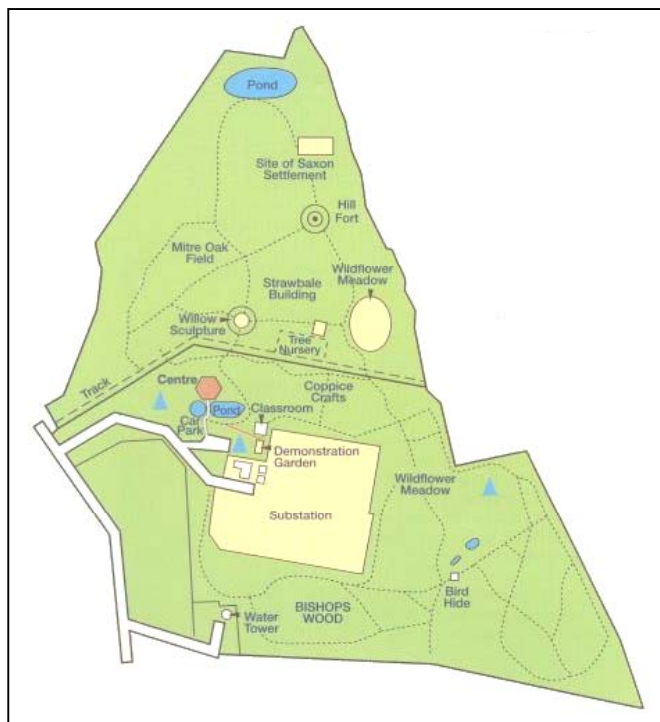 Pond
Site of Saxon
Settlement
Hill
Fort
Mitre Oak
Field
Wildflower
Meadow
Strawbale
Building
Willow
Sculpture
Tree
Nursery
Track
Centre
Coppice
Crafts
Car
Park
Pond
Classroom
Demonstration
Garden
Wildflower
Meadow
Substation
Bird
Hide
BISHOPS
WOOD
Water
Tower